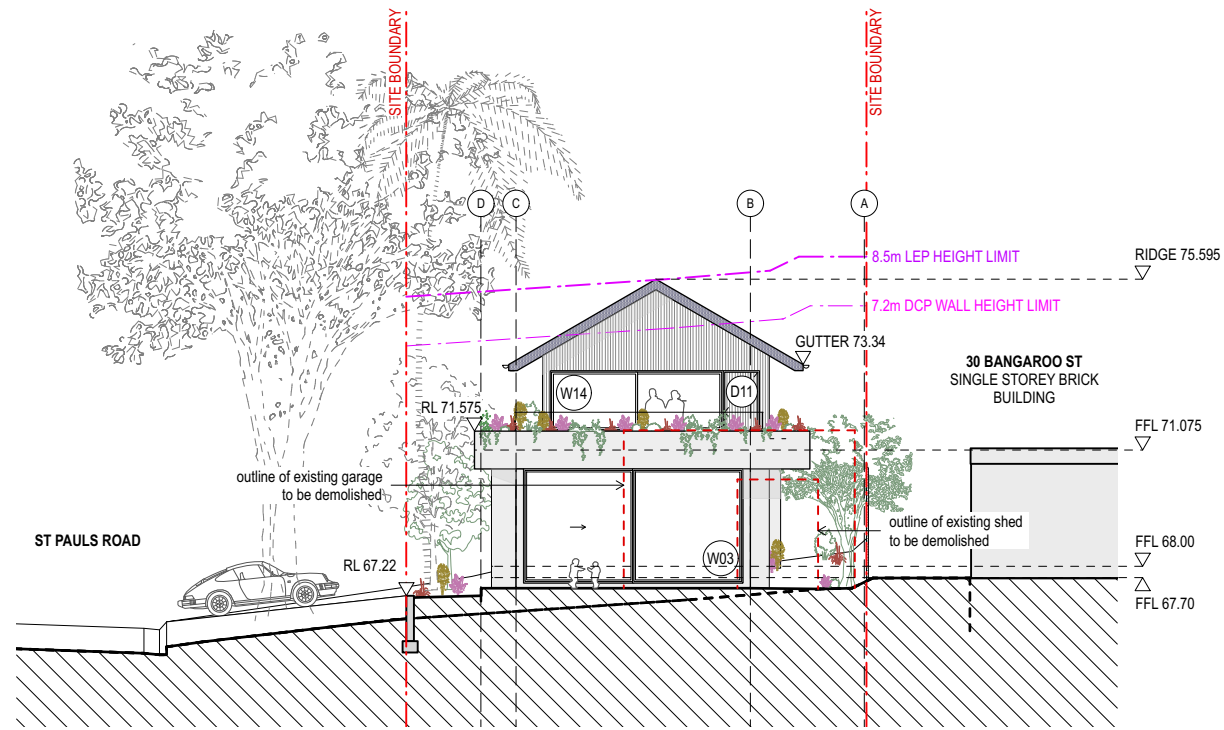 SITE BOUNDARY
SITE BOUNDARY
D
C
B
A
8.5m LEP HEIGHT LIMIT
RIDGE 75.595
7.2m DCP WALL HEIGHT LIMIT
GUTTER 73.34
30 BANGAROO ST
SINGLE STOREY BRICK
BUILDING
W14
D11
RL 71.575
FFL 71.075
outline of existing garage
to be demolished
outline of existing shed
to be demolished
ST PAULS ROAD
W03
FFL 68.00
RL 67.22
FFL 67.70